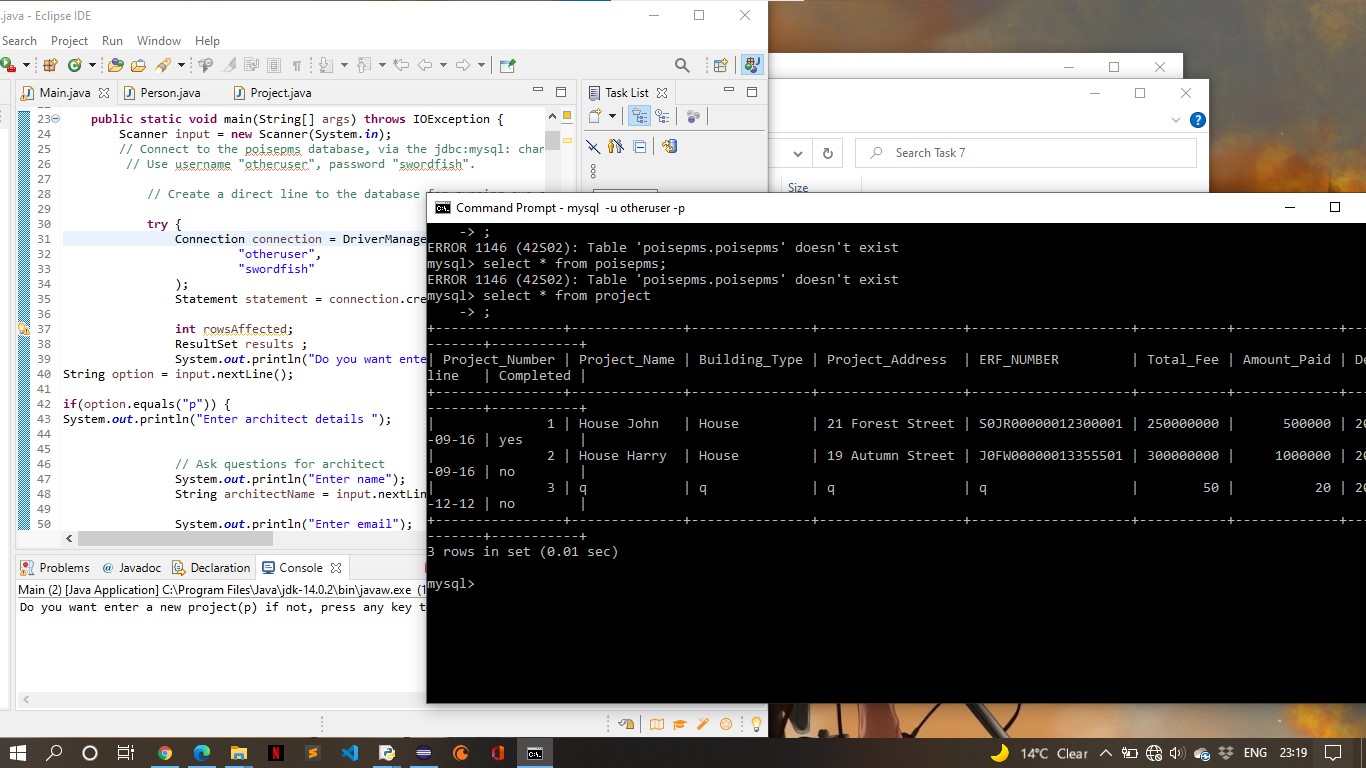 .java - Eclipse IDE
Search Project Run Window Help
Main.java Person.java Project.java
Task List
23 public static void main(String[] args) throws IOException {
24 Scanner input = new Scanner(System.in);
25 // Connect to the poisepms database, via the jdbc:mysql: chan
26 // Use username "otheruser", password "swordfish".
27
28 // Create a direct line to the database for running our
29
30 try {
31 Connection connection = DriverManage
32 "otheruser",
33 "swordfish"
34 );
35 Statement statement = connection.cre
36
37 int rowsAffected;
38 ResultSet results ;
39 System.out.println("Do you want ente
40 String option = input.nextLine();
41
42 if(option.equals("p")) {
43 System.out.println("Enter architect details ");
44
45
46 // Ask questions for architect
47 System.out.println("Enter name");
48 String architectName = input.nextLin
49
50 System.out.println("Enter email");
Problems Javadoc Declaration Console
Main (2) [Java Application] C:\Program Files\Java\jdk-14.0.2\bin\javaw.exe (1
Do you want enter a new project(p) if not, press any key t
Search Task 7
Size
Command Prompt - mysql -u otheruser -p
-> ;
ERROR 1146 (42S02): Table 'poisepms.poisepms' doesn't exist
mysql> select * from poisepms;
ERROR 1146 (42S02): Table 'poisepms.poisepms' doesn't exist
mysql> select * from project
-> ;
+----------------+--------------+---------------+------------------+----------------------+-----------+-------------+---
-------+-----------+
| Project_Number | Project_Name | Building_Type | Project_Address | ERF_NUMBER | Total_Fee | Amount_Paid | De
line | Completed |
+----------------+--------------+---------------+------------------+----------------------+-----------+-------------+---
-------+-----------+
| 1 | House John | House | 21 Forest Street | S0JR00000012300001 | 250000000 | 500000 | 20
-09-16 | yes |
| 2 | House Harry | House | 19 Autumn Street | J0FW00000013355501 | 300000000 | 1000000 | 20
-09-16 | no |
| 3 | q | q | q | q | 50 | 20 | 20
-12-12 | no |
+----------------+--------------+---------------+------------------+----------------------+-----------+-------------+---
-------+-----------+
3 rows in set (0.01 sec)
mysql>
14°C Clear ENG 23:19